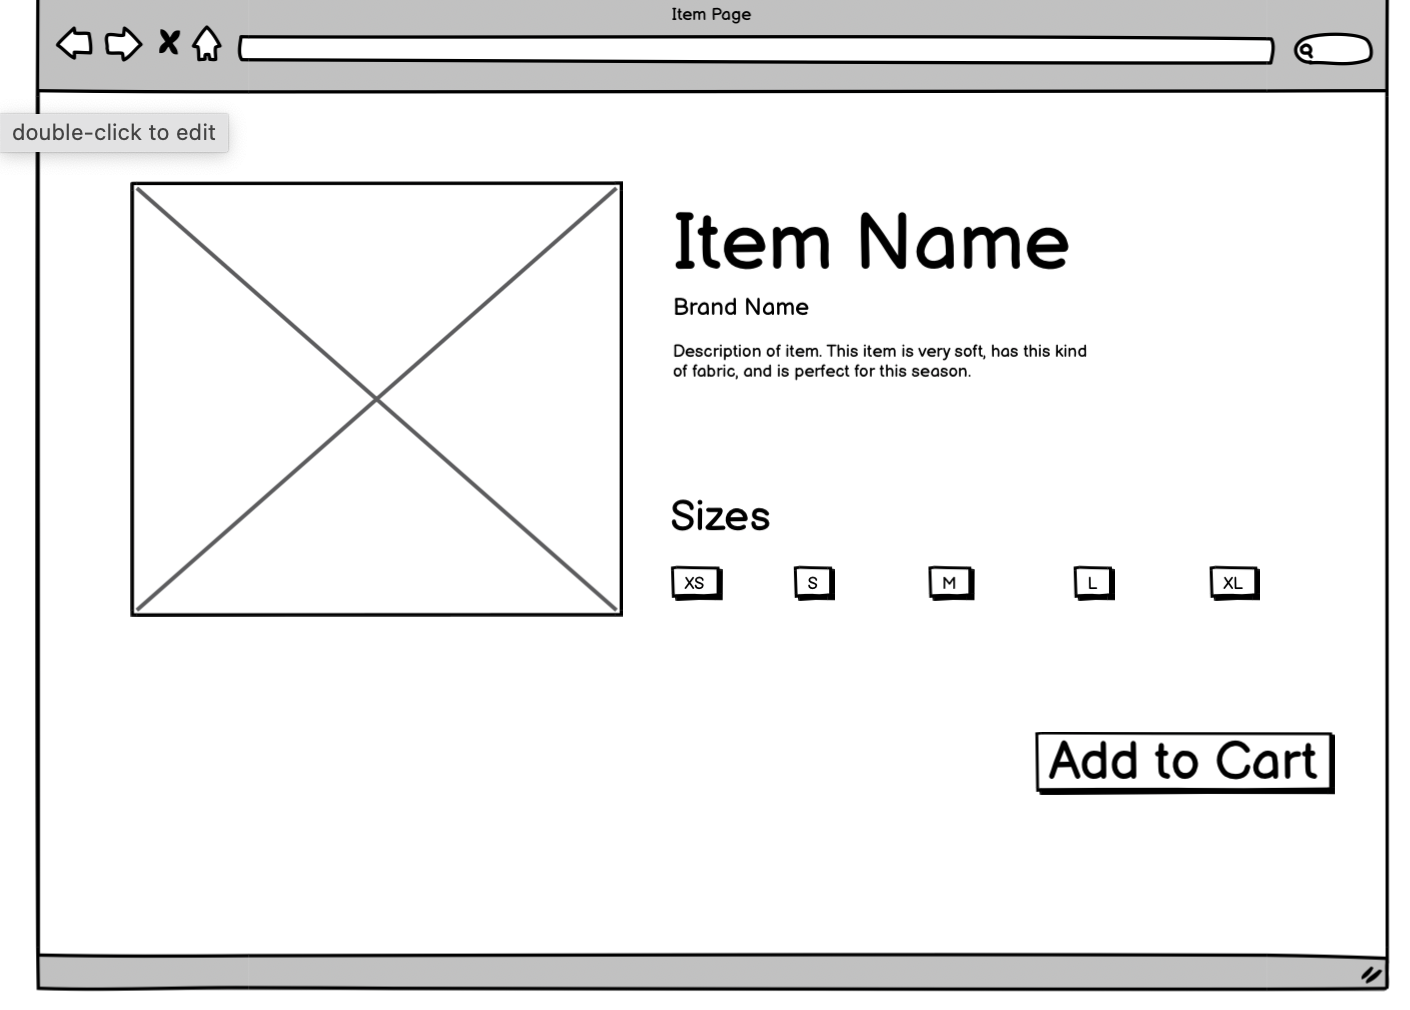 Item Page
double-click to edit
Item Name
Brand Name
Description of item. This item is very soft, has this kind
of fabric, and is perfect for this season.
Sizes
XS S M L XL
Add to Cart